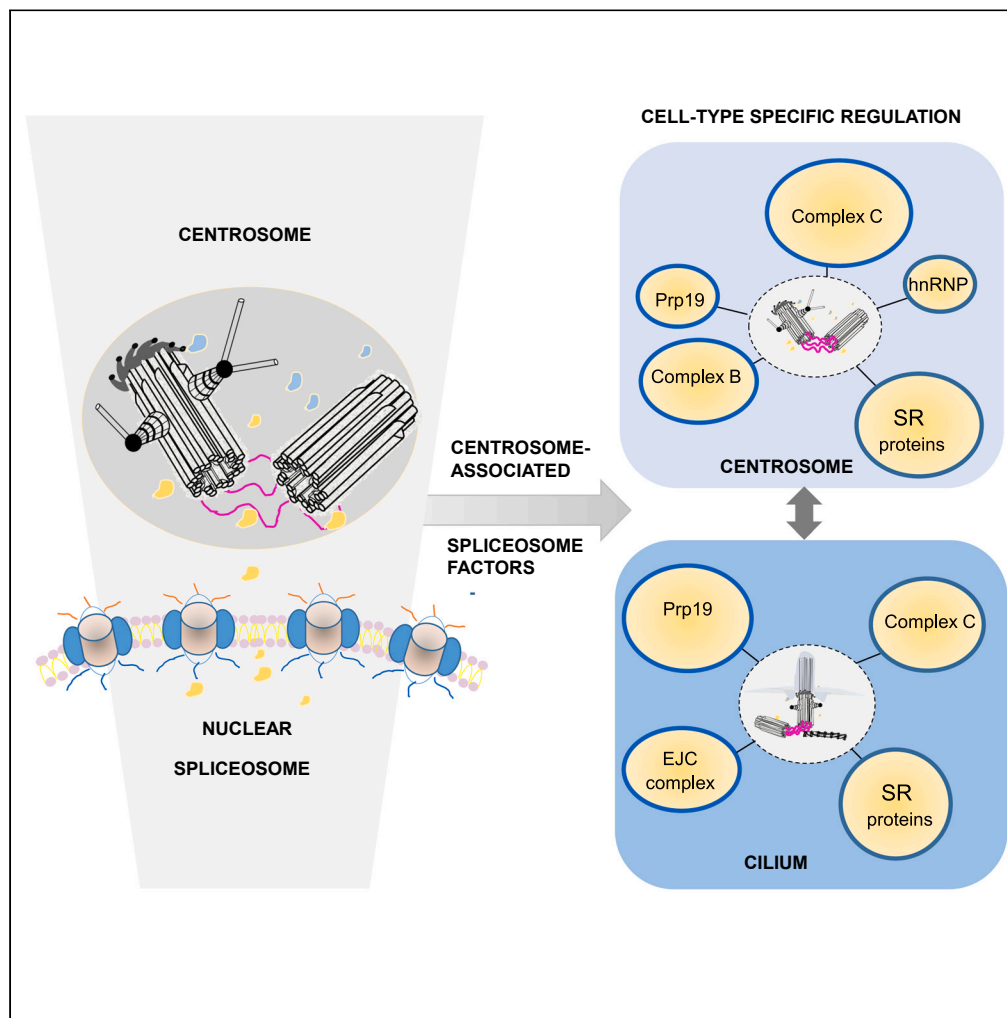 CENTROSOME
NUCLEAR
SPLICEOSOME
CENTROSOME-
ASSOCIATED
SPLICEOSOME
FACTORS
-
CELL-TYPE SPECIFIC REGULATION
Complex C
hnRNP
Prp19
Complex B
SR
proteins
CENTROSOME
Prp19
Complex C
EJC
complex
SR
proteins
CILIUM